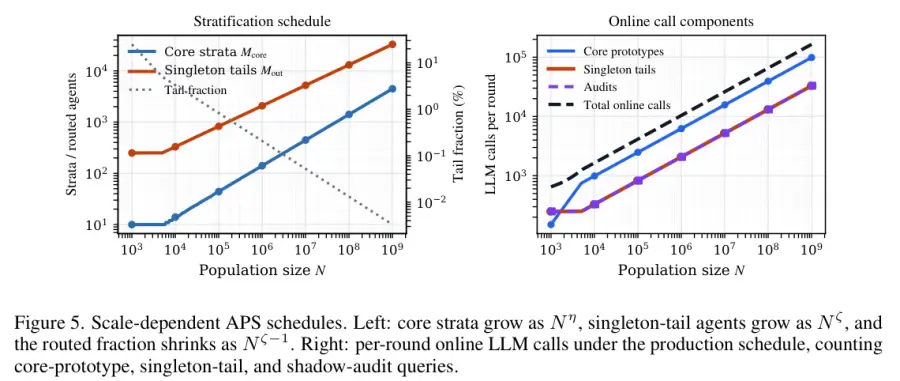 Stratification schedule
Core strata M_core
Singleton tails M_out
Tail fraction
Strata / routed agents
10^4
10^3
10^2
10^1
Tail fraction (%)
10^1
10^0
10^-1
10^-2
10^3 10^4 10^5 10^6 10^7 10^8 10^9
Population size N
Online call components
Core prototypes
Singleton tails
Audits
Total online calls
LLM calls per round
10^5
10^4
10^3
10^3 10^4 10^5 10^6 10^7 10^8 10^9
Population size N
Figure 5. Scale-dependent APS schedules. Left: core strata grow as N^η, singleton-tail agents grow as N^ζ, and
the routed fraction shrinks as N^ζ−1. Right: per-round online LLM calls under the production schedule, counting
core-prototype, singleton-tail, and shadow-audit queries.